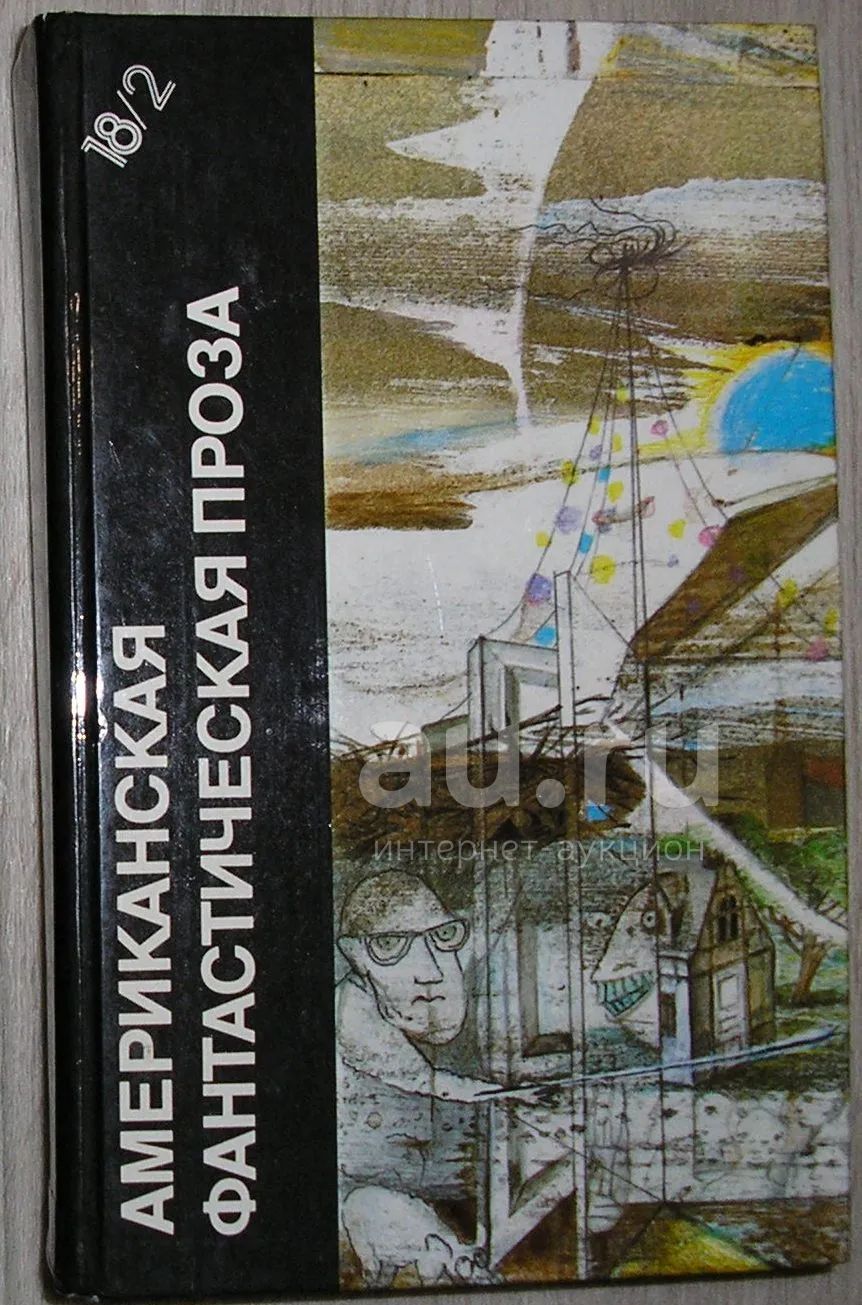 18/2
АМЕРИКАНСКАЯ
ФАНТАСТИЧЕСКАЯ ПРОЗА
au.ru
интернет-аукцион